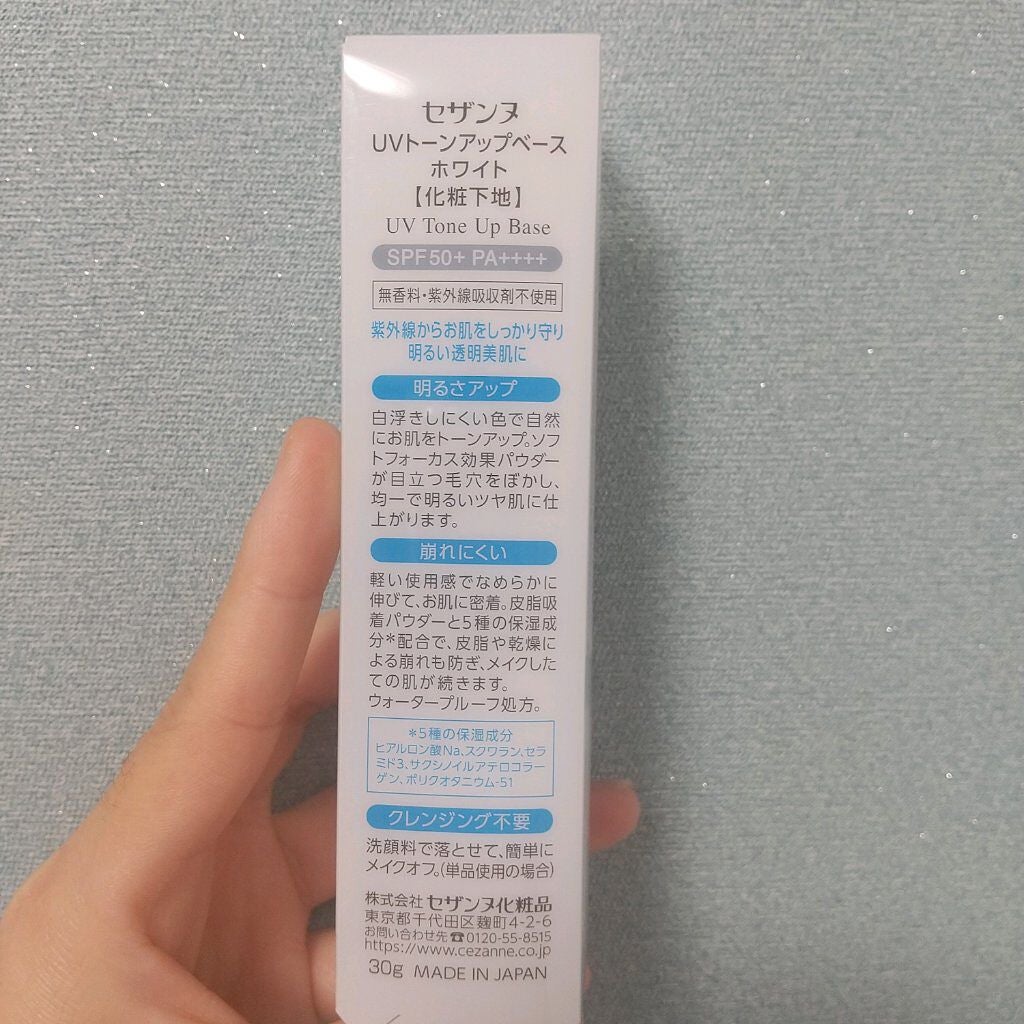 セザンヌ
UVトーンアップベース
ホワイト
【化粧下地】
UV Tone Up Base
SPF50+ PA++++
無香料・紫外線吸収剤不使用
紫外線からお肌をしっかり守り
明るい透明美肌に
明るさアップ
白浮きしにくい色で自然
にお肌をトーンアップ。ソフ
トフォーカス効果パウダー
が目立つ毛穴をぼかし、
均一で明るいツヤ肌に仕
上がります。
崩れにくい
軽い使用感でなめらかに
伸びて、お肌に密着。皮脂吸
着パウダーと5種の保湿成
分*配合で、皮脂や乾燥に
よる崩れも防ぎ、メイクした
ての肌が続きます。
ウォータープルーフ処方。
*5種の保湿成分
ヒアルロン酸Na、スクワラン、セラ
ミド3、サクシノイルアテロコラー
ゲン、ポリクオタニウム-51
クレンジング不要
洗顔料で落とせて、簡単に
メイクオフ。(単品使用の場合)
株式会社 セザンヌ化粧品
東京都千代田区麹町4-2-6
お問い合わせ先☎0120-55-8515
https://www.cezanne.co.jp
30g MADE IN JAPAN